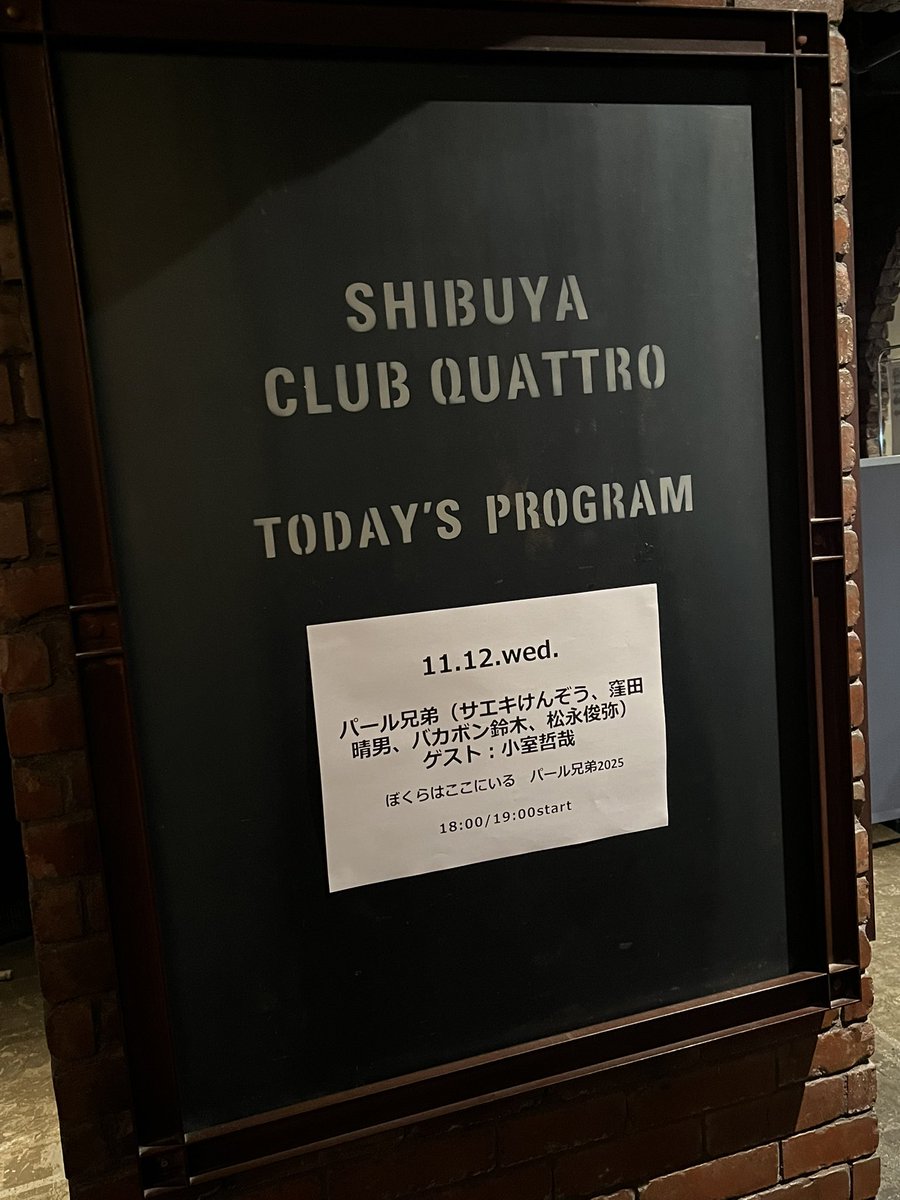 SHIBUYA
CLUB QUATTRO
TODAY'S PROGRAM
11.12.wed.
パール兄弟（サエキけんぞう、窪田
晴男、バカボン鈴木、松永俊弥）
ゲスト：小室哲哉
ぼくらはここにいる　パール兄弟2025
18:00/19:00start